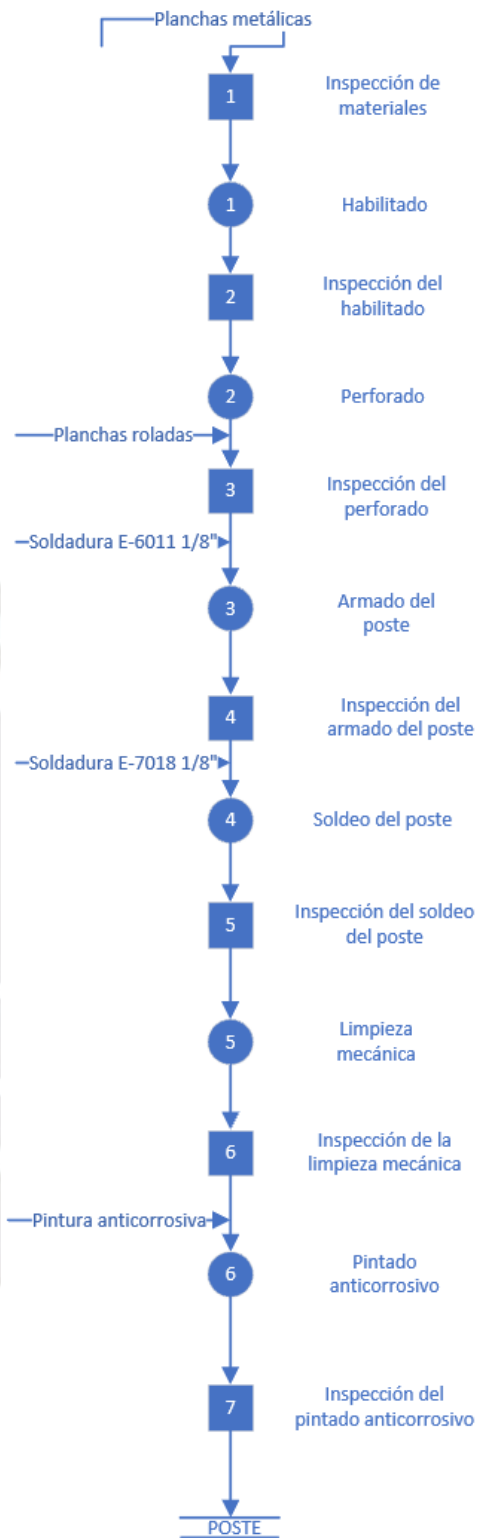 Planchas metálicas
1
Inspección de
materiales
1
Habilitado
2
Inspección del
habilitado
2
Perforado
Planchas roladas
3
Inspección del
perforado
Soldadura E-6011 1/8"
3
Armado del
poste
4
Inspección del
armado del poste
Soldadura E-7018 1/8"
4
Soldeo del poste
5
Inspección del soldeo
del poste
5
Limpieza
mecánica
6
Inspección de la
limpieza mecánica
Pintura anticorrosiva
6
Pintado
anticorrosivo
7
Inspección del
pintado anticorrosivo
POSTE